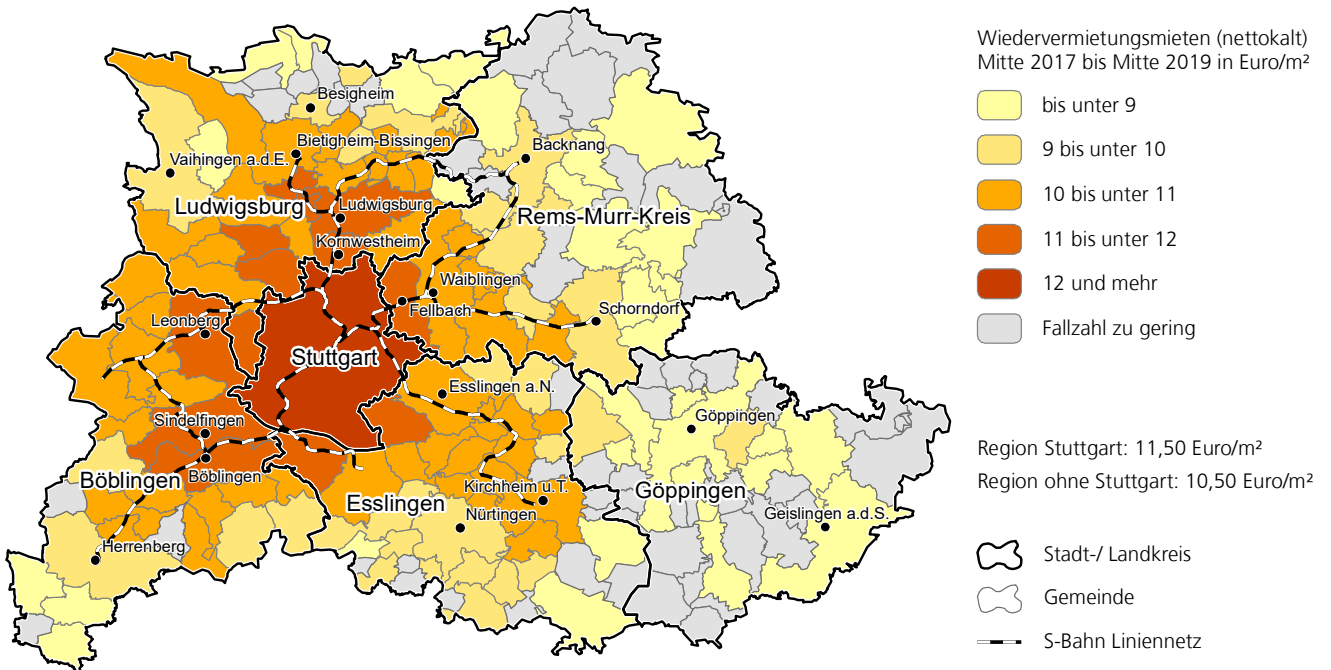 Wiedervermietungsmieten (nettokalt)
Mitte 2017 bis Mitte 2019 in Euro/m²
bis unter 9
9 bis unter 10
10 bis unter 11
11 bis unter 12
12 und mehr
Fallzahl zu gering
Region Stuttgart: 11,50 Euro/m²
Region ohne Stuttgart: 10,50 Euro/m²
Stadt-/ Landkreis
Gemeinde
S-Bahn Liniennetz
Besigheim
Bietigheim-Bissingen
Backnang
Vaihingen a.d.E.
Ludwigsburg
Ludwigsburg
Rems-Murr-Kreis
Kornwestheim
Waiblingen
Fellbach
Schorndorf
Leonberg
Stuttgart
Esslingen a.N.
Göppingen
Sindelfingen
Böblingen
Böblingen
Kirchheim u.T.
Göppingen
Esslingen
Nürtingen
Geislingen a.d.S.
Herrenberg